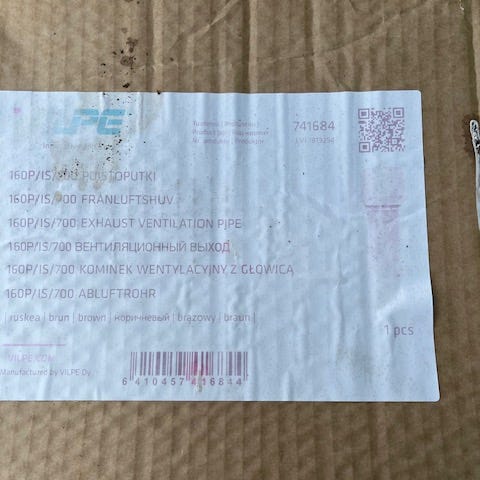 VILPE
741684
160P/IS/700 POISTOPUTKI
160P/IS/700 FRÅNLUFTSHUV
160P/IS/700 EXHAUST VENTILATION PIPE
160P/IS/700 ВЕНТИЛЯЦИОННЫЙ ВЫХОД
160P/IS/700 KOMINEK WENTYLACYJNY Z GŁOWICĄ
160P/IS/700 ABLUFTROHR
| ruskea | brun | brown | коричневый | brązowy | braun |
1 pcs
VILPE.COM
Manufactured by VILPE Oy
6 410457 416844